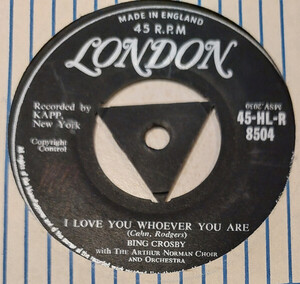 MADE IN ENGLAND
45 R.P.M
LONDON
Recorded by
KAPP,
New York
Copyright
Control
45-HL-R
8504
I LOVE YOU WHOEVER YOU ARE
(Cahn, Rodgers)
BING CROSBY
with THE ARTHUR NORMAN CHOIR
AND ORCHESTRA